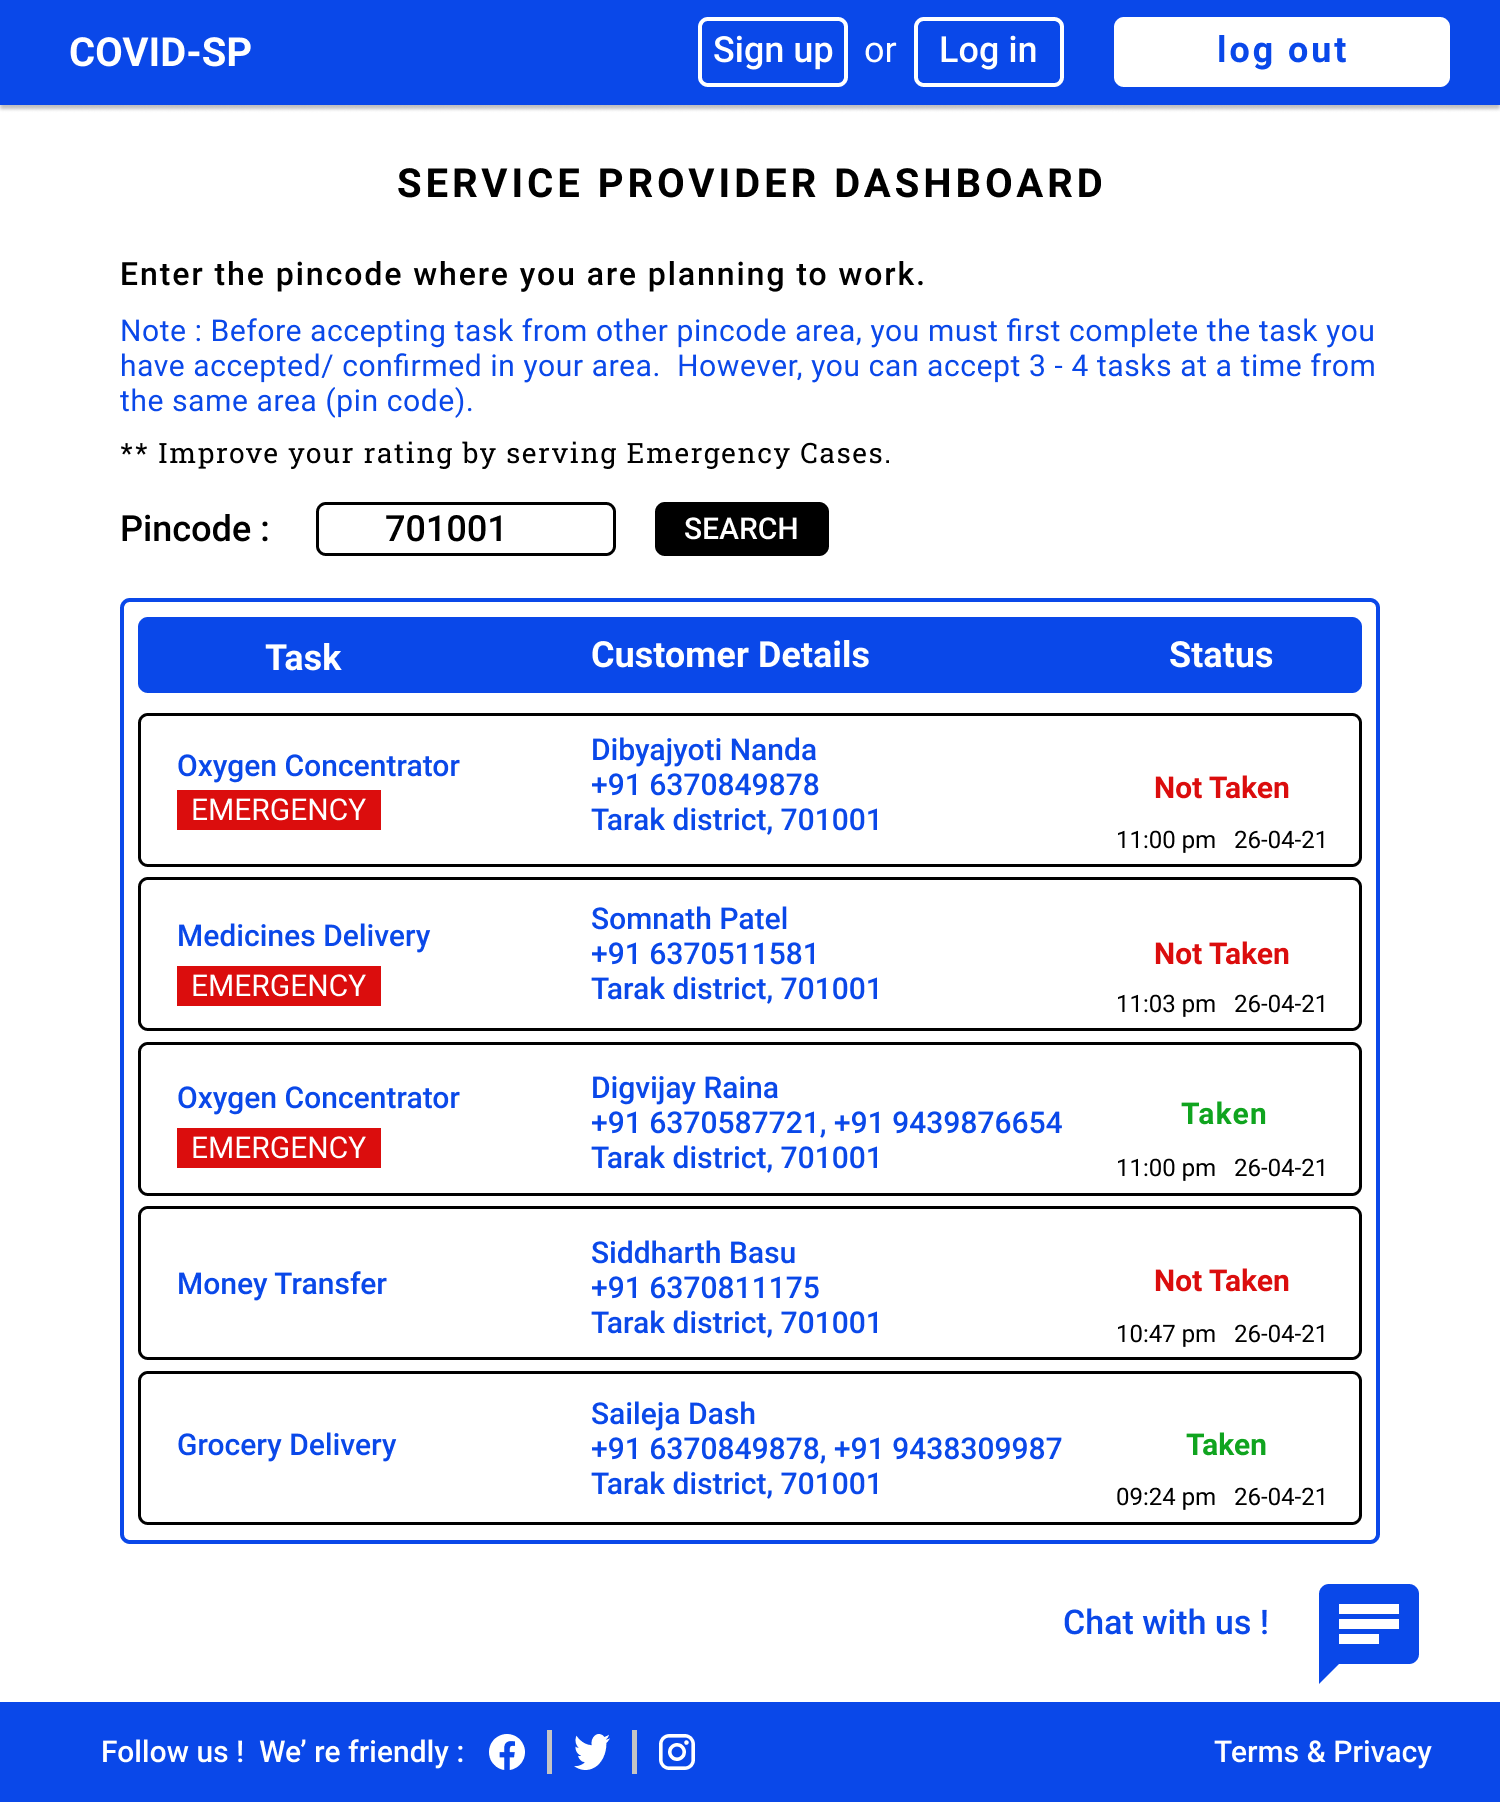 COVID-SP
Sign up or Log in log out
SERVICE PROVIDER DASHBOARD
Enter the pincode where you are planning to work.
Note : Before accepting task from other pincode area, you must first complete the task you
have accepted/ confirmed in your area.  However, you can accept 3 - 4 tasks at a time from
the same area (pin code).
** Improve your rating by serving Emergency Cases.
Pincode : 701001 SEARCH
Task Customer Details Status
Oxygen Concentrator
EMERGENCY
Dibyajyoti Nanda
+91 6370849878
Tarak district, 701001
Not Taken
11:00 pm 26-04-21
Medicines Delivery
EMERGENCY
Somnath Patel
+91 6370511581
Tarak district, 701001
Not Taken
11:03 pm 26-04-21
Oxygen Concentrator
EMERGENCY
Digvijay Raina
+91 6370587721, +91 9439876654
Tarak district, 701001
Taken
11:00 pm 26-04-21
Money Transfer
Siddharth Basu
+91 6370811175
Tarak district, 701001
Not Taken
10:47 pm 26-04-21
Grocery Delivery
Saileja Dash
+91 6370849878, +91 9438309987
Tarak district, 701001
Taken
09:24 pm 26-04-21
Chat with us !
Follow us !  We’ re friendly :
Terms & Privacy